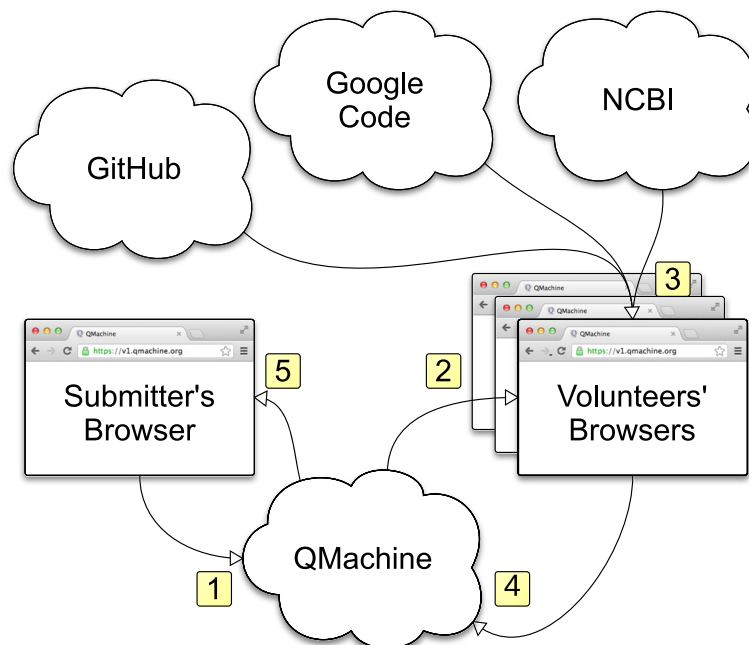 Google
Code
NCBI
GitHub
3
QMachine
QMachine
QMachine
https://v1.qmachine.org
QMachine
https://v1.qmachine.org
5
2
Submitter's
Browser
Volunteers'
Browsers
QMachine
1
4